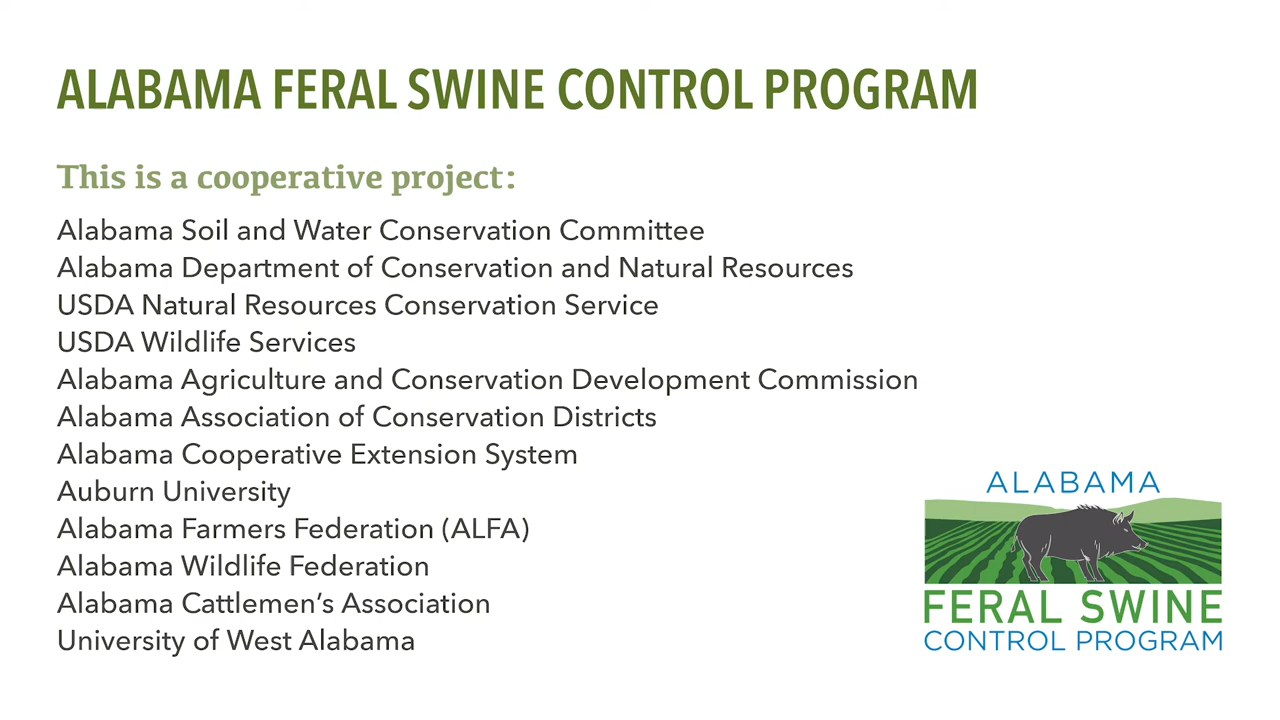 ALABAMA FERAL SWINE CONTROL PROGRAM
This is a cooperative project:
Alabama Soil and Water Conservation Committee
Alabama Department of Conservation and Natural Resources
USDA Natural Resources Conservation Service
USDA Wildlife Services
Alabama Agriculture and Conservation Development Commission
Alabama Association of Conservation Districts
Alabama Cooperative Extension System
Auburn University
Alabama Farmers Federation (ALFA)
Alabama Wildlife Federation
Alabama Cattlemen’s Association
University of West Alabama
ALABAMA
FERAL SWINE
CONTROL PROGRAM